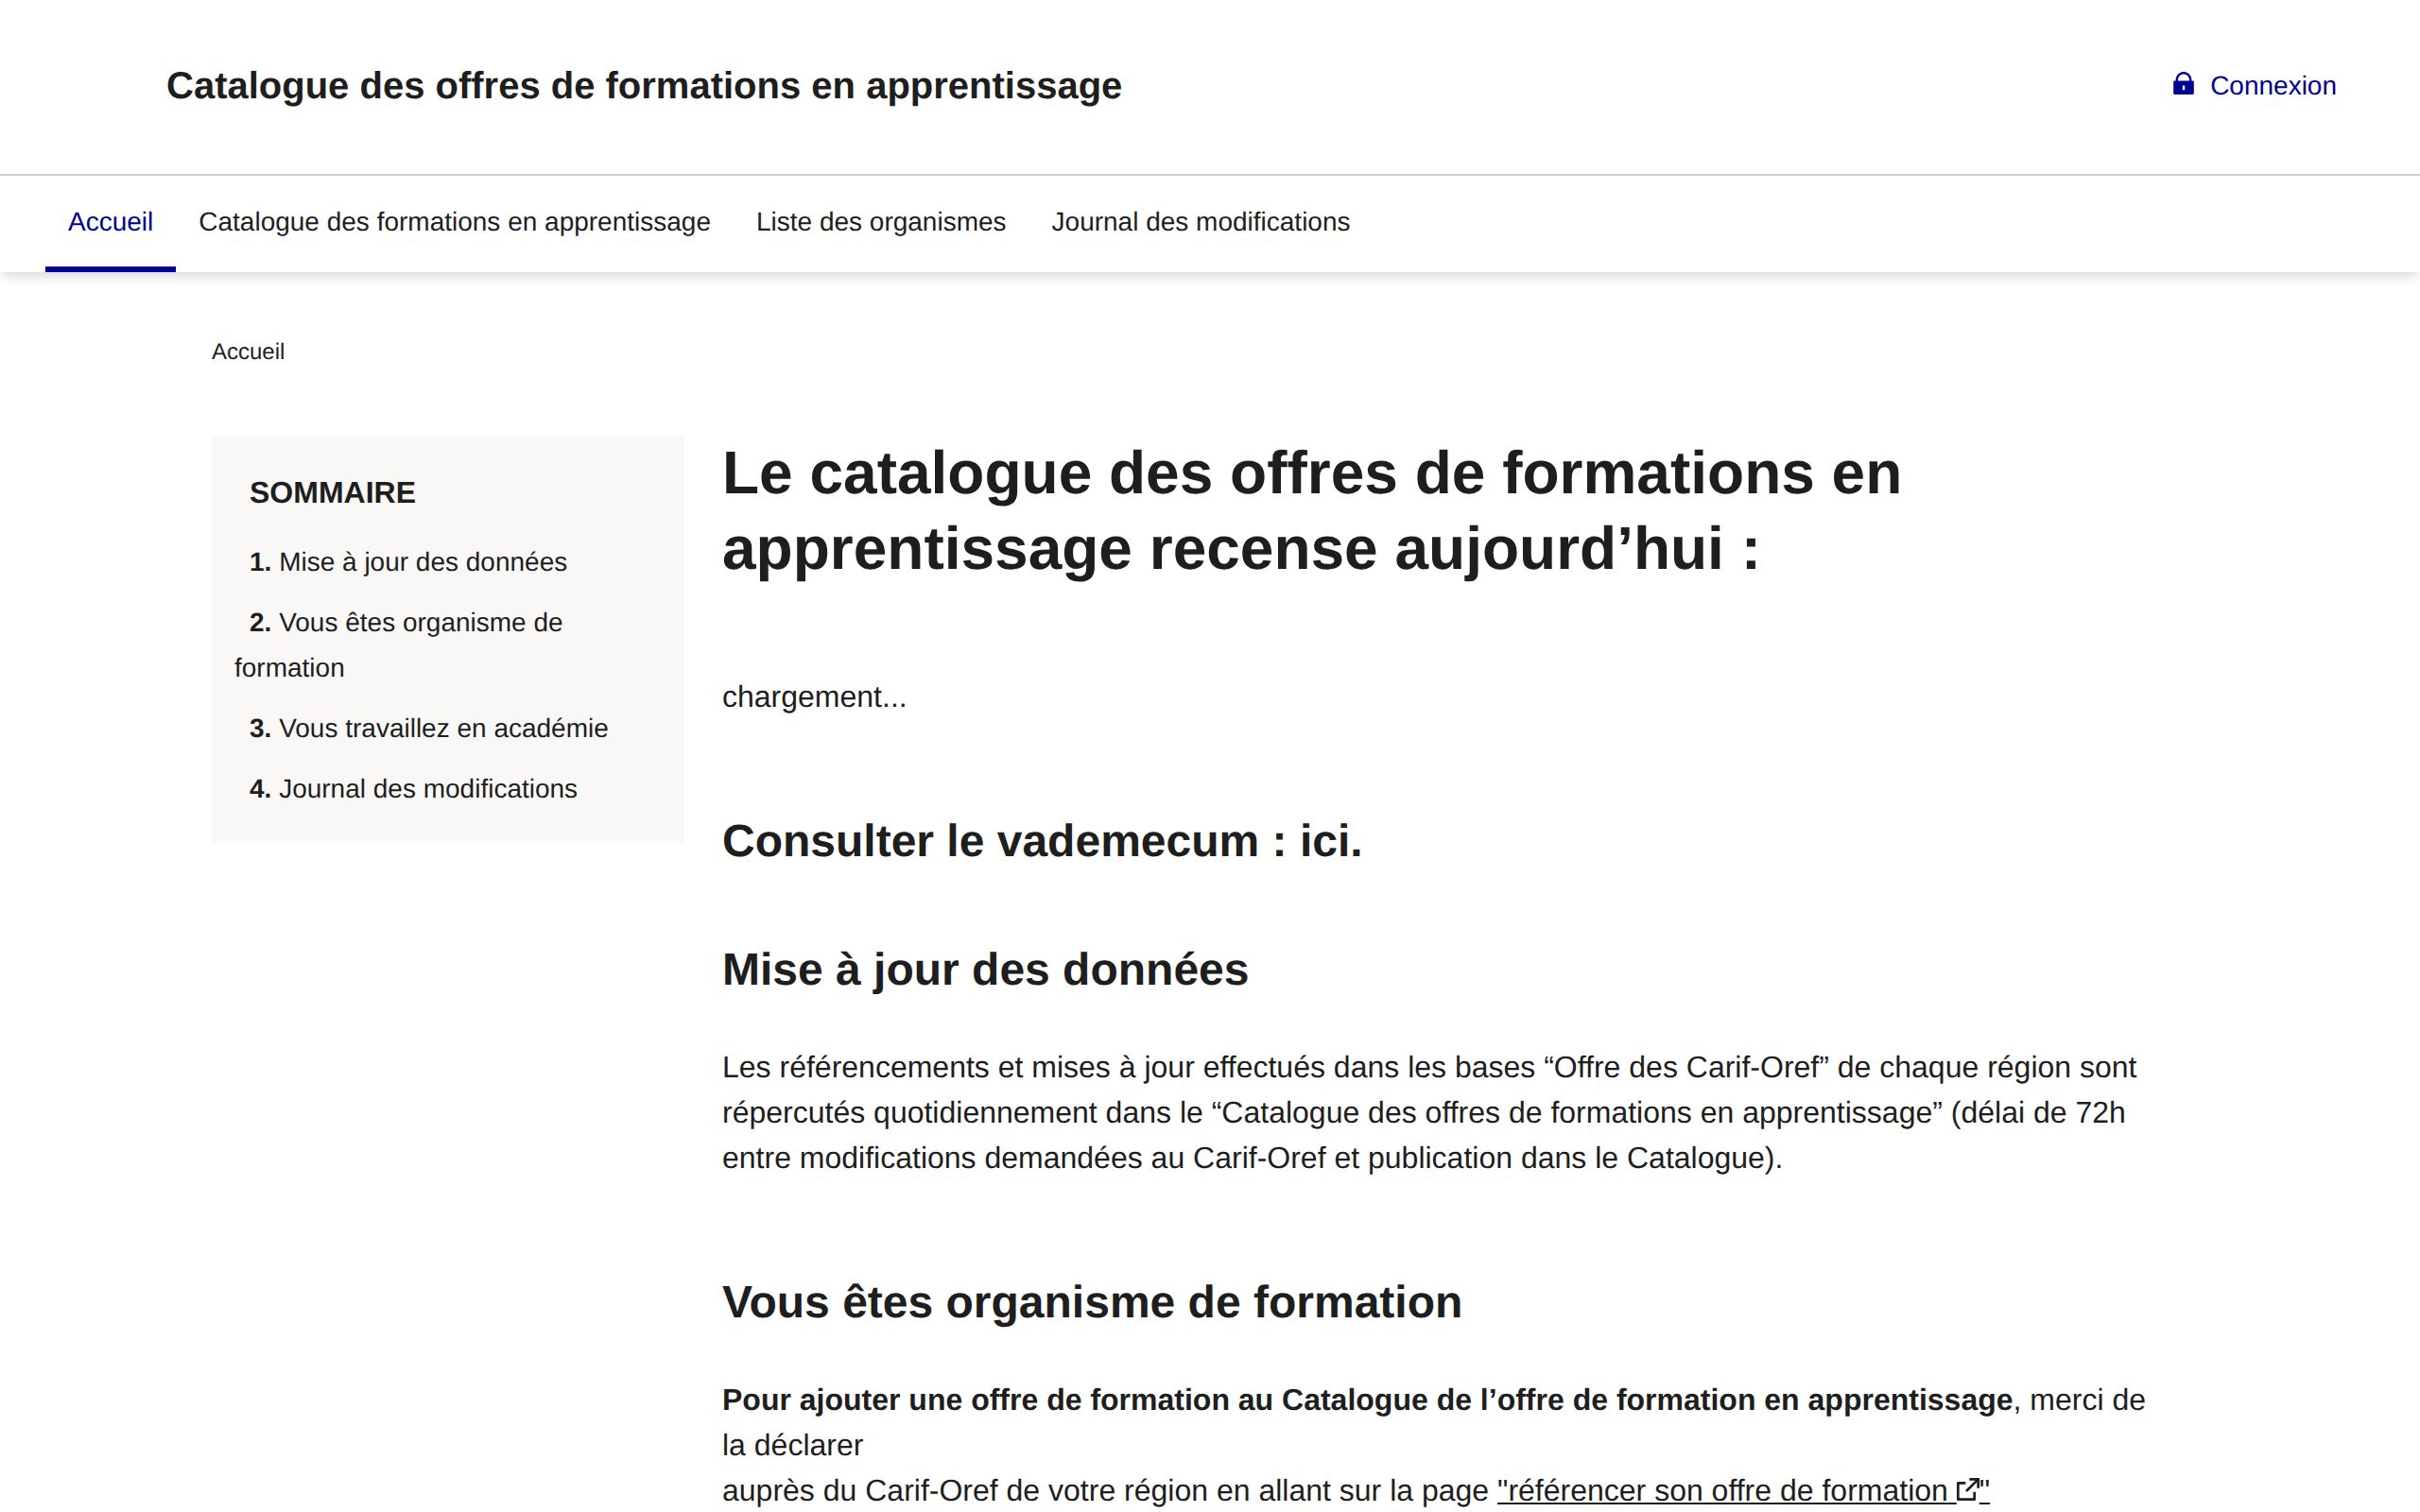 Catalogue des offres de formations en apprentissage
Connexion
Accueil
Catalogue des formations en apprentissage
Liste des organismes
Journal des modifications
Accueil
SOMMAIRE
1. Mise à jour des données
2. Vous êtes organisme de
formation
3. Vous travaillez en académie
4. Journal des modifications
Le catalogue des offres de formations en
apprentissage recense aujourd’hui :
chargement...
Consulter le vademecum : ici.
Mise à jour des données
Les référencements et mises à jour effectués dans les bases “Offre des Carif-Oref” de chaque région sont
répercutés quotidiennement dans le “Catalogue des offres de formations en apprentissage” (délai de 72h
entre modifications demandées au Carif-Oref et publication dans le Catalogue).
Vous êtes organisme de formation
Pour ajouter une offre de formation au Catalogue de l’offre de formation en apprentissage, merci de
la déclarer
auprès du Carif-Oref de votre région en allant sur la page "référencer son offre de formation "